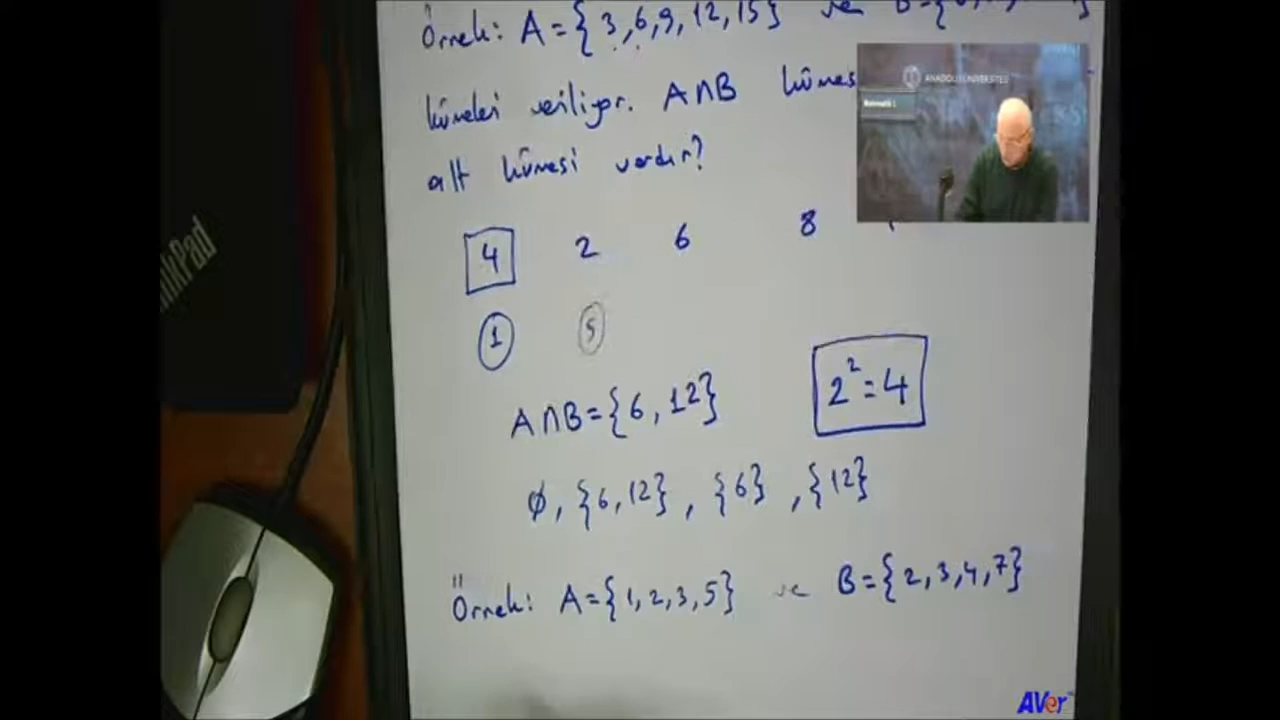 Örnek: A={3,6,9,12,15} ve B={
kümeleri veriliyor. A∩B kümes
alt kümesi vardır?
4 2 6 8
1 5
A∩B={6,12} 2²=4
∅, {6,12}, {6}, {12}
Örnek: A={1,2,3,5} ve B={2,3,4,7}
ANADOLU ÜNİVERSİTESİ
nkPad
AVer